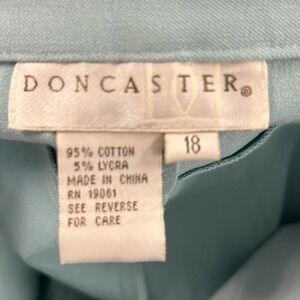 DONCASTER®
18
95% COTTON
5% LYCRA
MADE IN CHINA
RN 19061
SEE REVERSE
FOR CARE